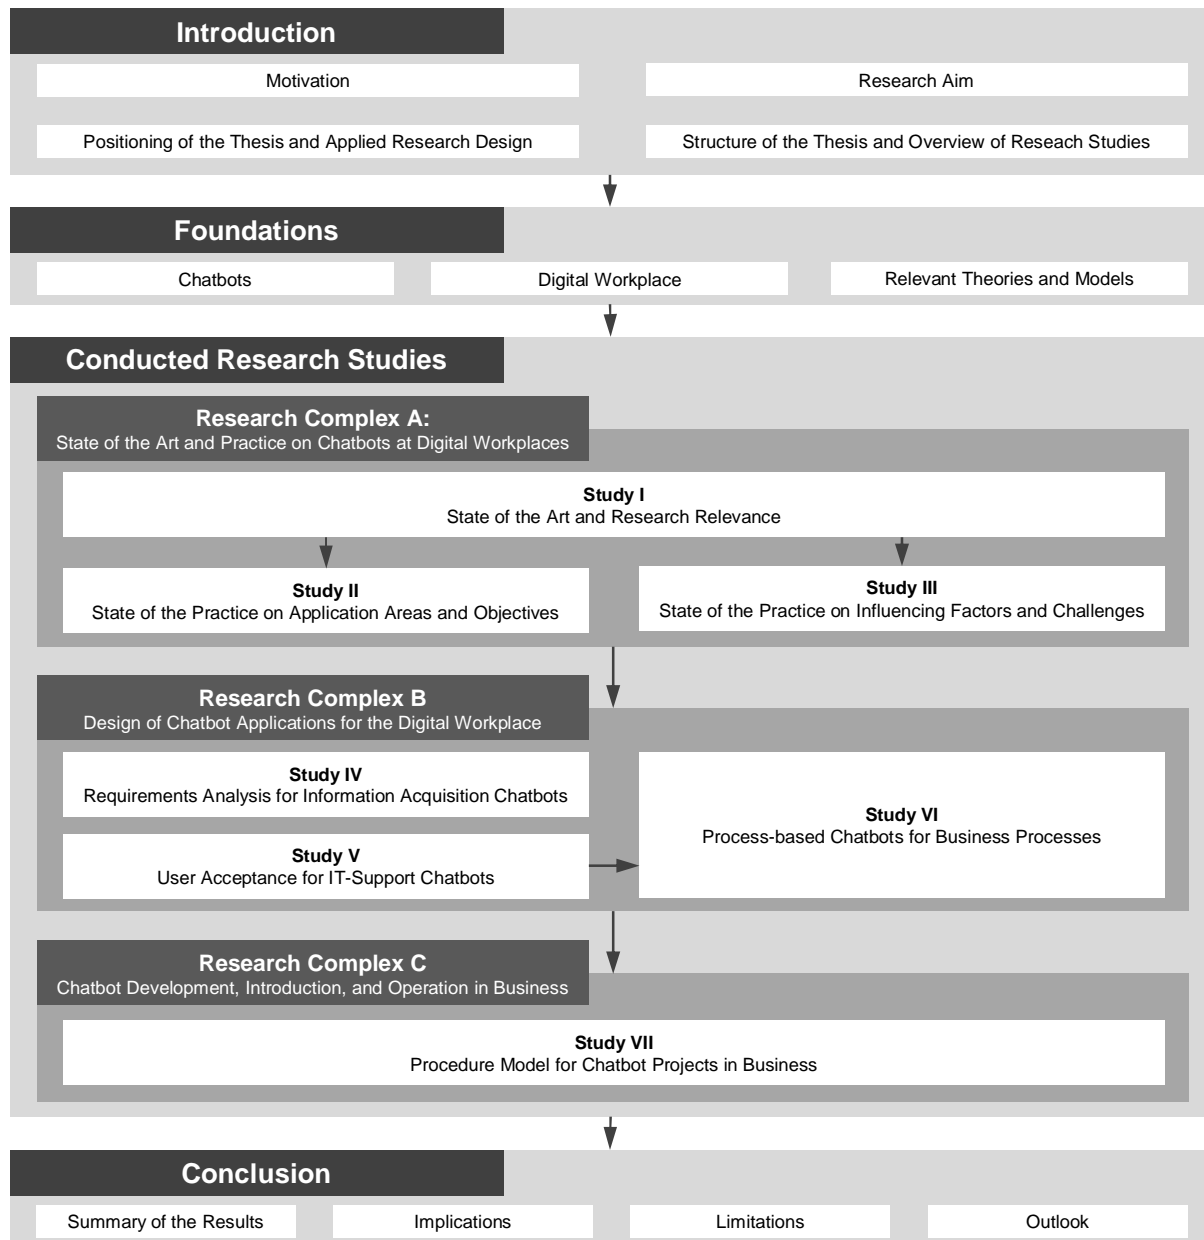 Introduction
Motivation
Research Aim
Positioning of the Thesis and Applied Research Design
Structure of the Thesis and Overview of Reseach Studies
Foundations
Chatbots
Digital Workplace
Relevant Theories and Models
Conducted Research Studies
Research Complex A:
State of the Art and Practice on Chatbots at Digital Workplaces
Study I
State of the Art and Research Relevance
Study II
State of the Practice on Application Areas and Objectives
Study III
State of the Practice on Influencing Factors and Challenges
Research Complex B
Design of Chatbot Applications for the Digital Workplace
Study IV
Requirements Analysis for Information Acquisition Chatbots
Study V
User Acceptance for IT-Support Chatbots
Study VI
Process-based Chatbots for Business Processes
Research Complex C
Chatbot Development, Introduction, and Operation in Business
Study VII
Procedure Model for Chatbot Projects in Business
Conclusion
Summary of the Results
Implications
Limitations
Outlook